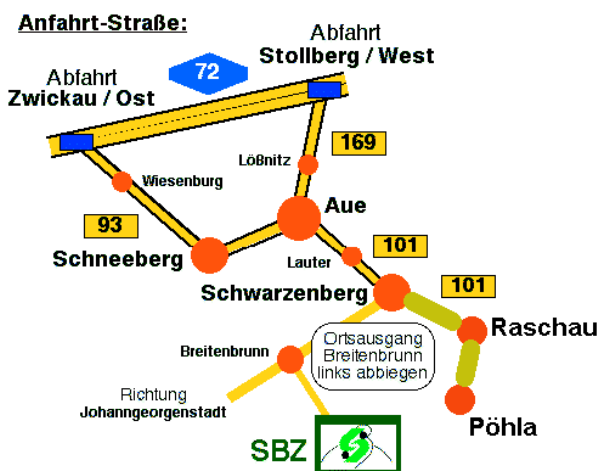 Anfahrt-Straße:
Abfahrt
Stollberg / West
72
Abfahrt
Zwickau / Ost
169
Lößnitz
Wiesenburg
Aue
93
101
Schneeberg
Lauter
101
Schwarzenberg
Raschau
Ortsausgang
Breitenbrunn
links abbiegen
Breitenbrunn
Richtung
Johanngeorgenstadt
Pöhla
SBZ